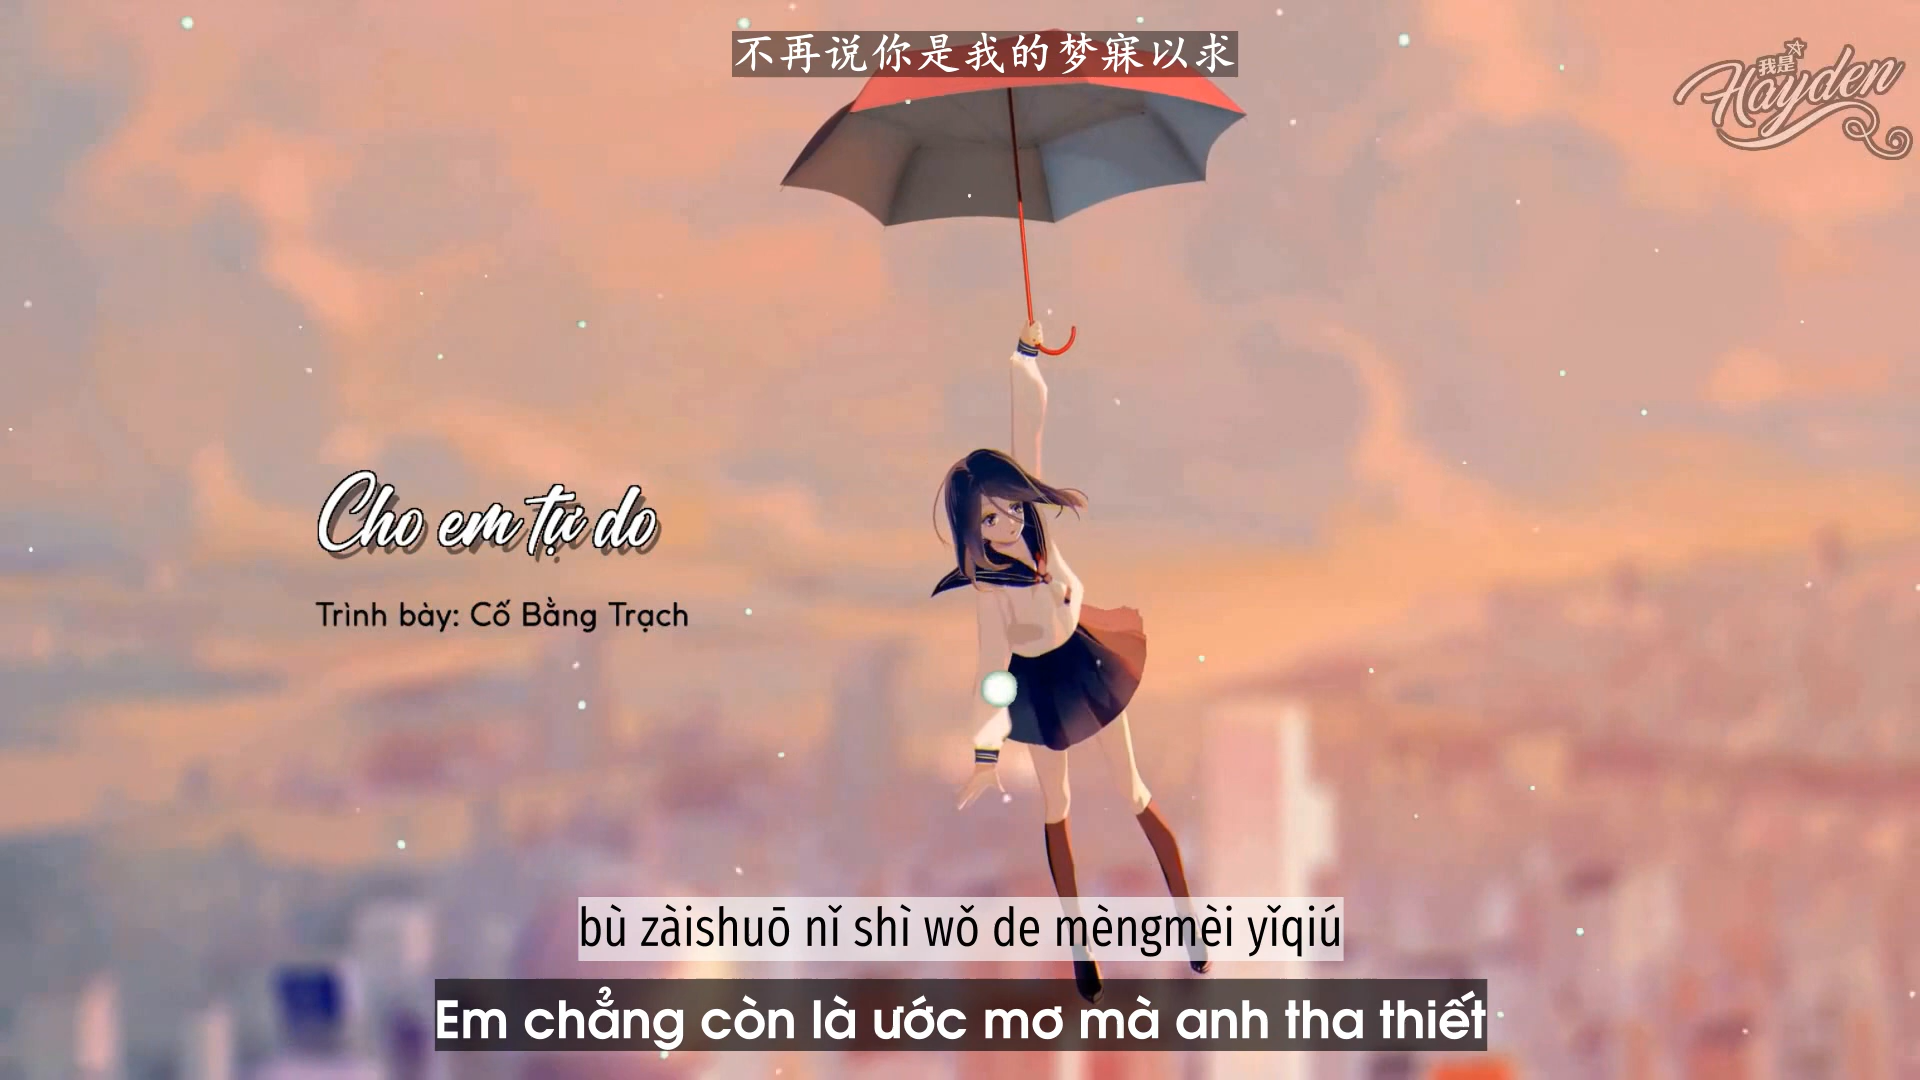 不再说你是我的梦寐以求
我是
Hayden
Cho em tự do
Trình bày: Cố Bằng Trạch
bù zàishuō nǐ shì wǒ de mèngmèi yǐqiú
Em chẳng còn là ước mơ mà anh tha thiết